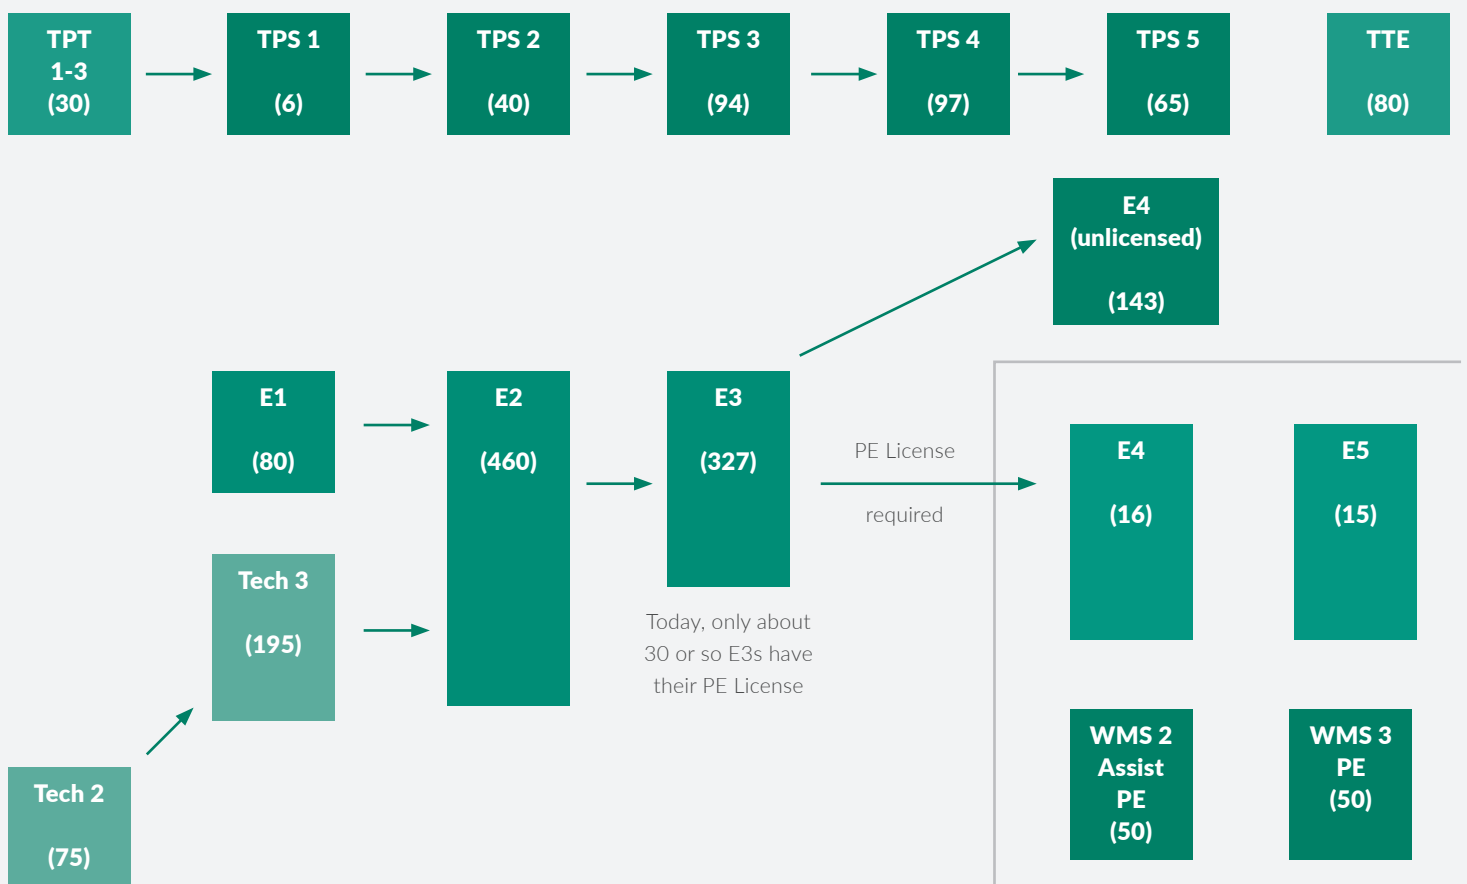 TPT
1-3
(30)
TPS 1
(6)
TPS 2
(40)
TPS 3
(94)
TPS 4
(97)
TPS 5
(65)
TTE
(80)
E4
(unlicensed)
(143)
E1
(80)
E2
(460)
E3
(327)
PE License
required
E4
(16)
E5
(15)
Tech 3
(195)
Today, only about
30 or so E3s have
their PE License
WMS 2
Assist
PE
(50)
WMS 3
PE
(50)
Tech 2
(75)